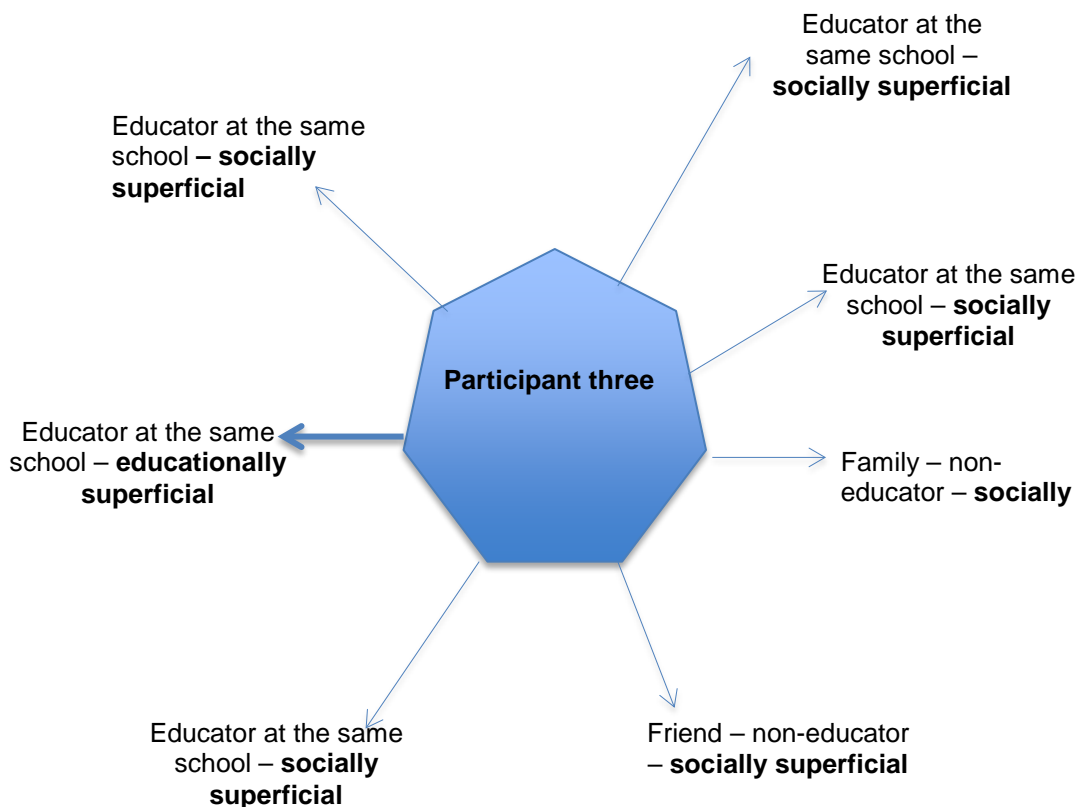 Educator at the
same school –
socially superficial
Educator at the same
school – socially
superficial
Educator at the same
school – socially
superficial
Participant three
Educator at the same
school – educationally
superficial
Family – non-
educator – socially
Educator at the same
school – socially
superficial
Friend – non-educator
– socially superficial